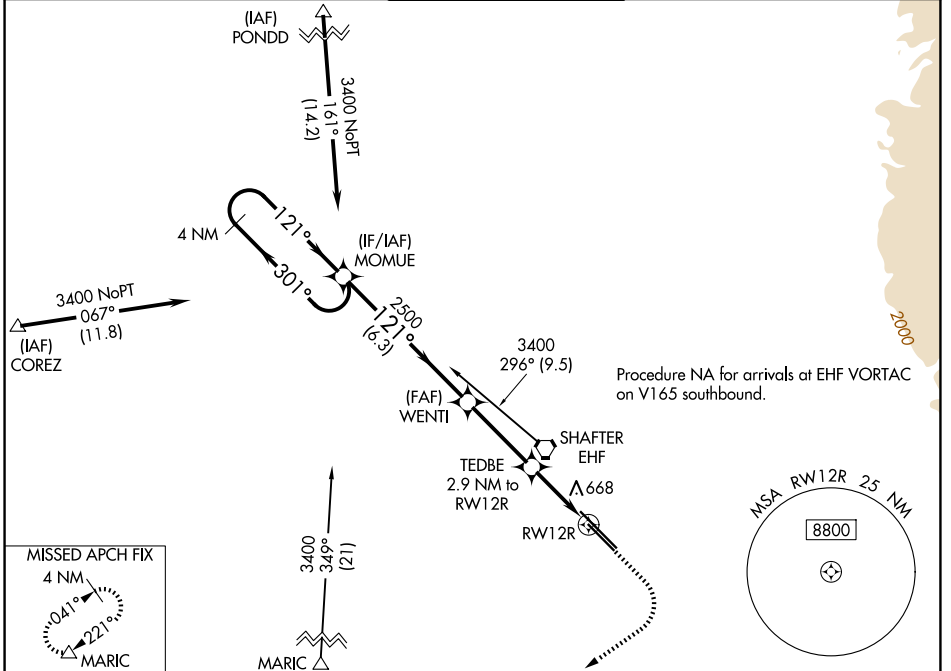 (IAF)
PONDD
3400 NoPT
161°
(14.2)
4 NM
121°
301°
(IF/IAF)
MOMUE
3400 NoPT
067°
(11.8)
(IAF)
COREZ
2500
121°
(6.3)
3400
296° (9.5)
2000
Procedure NA for arrivals at EHF VORTAC
on V165 southbound.
(FAF)
WENTI
SHAFTER
EHF
TEDBE
2.9 NM to
RW12R
668
RW12R
MSA RW12R 25 NM
8800
3400
349°
(21)
MARIC
MISSED APCH FIX
4 NM
041°
221°
MARIC